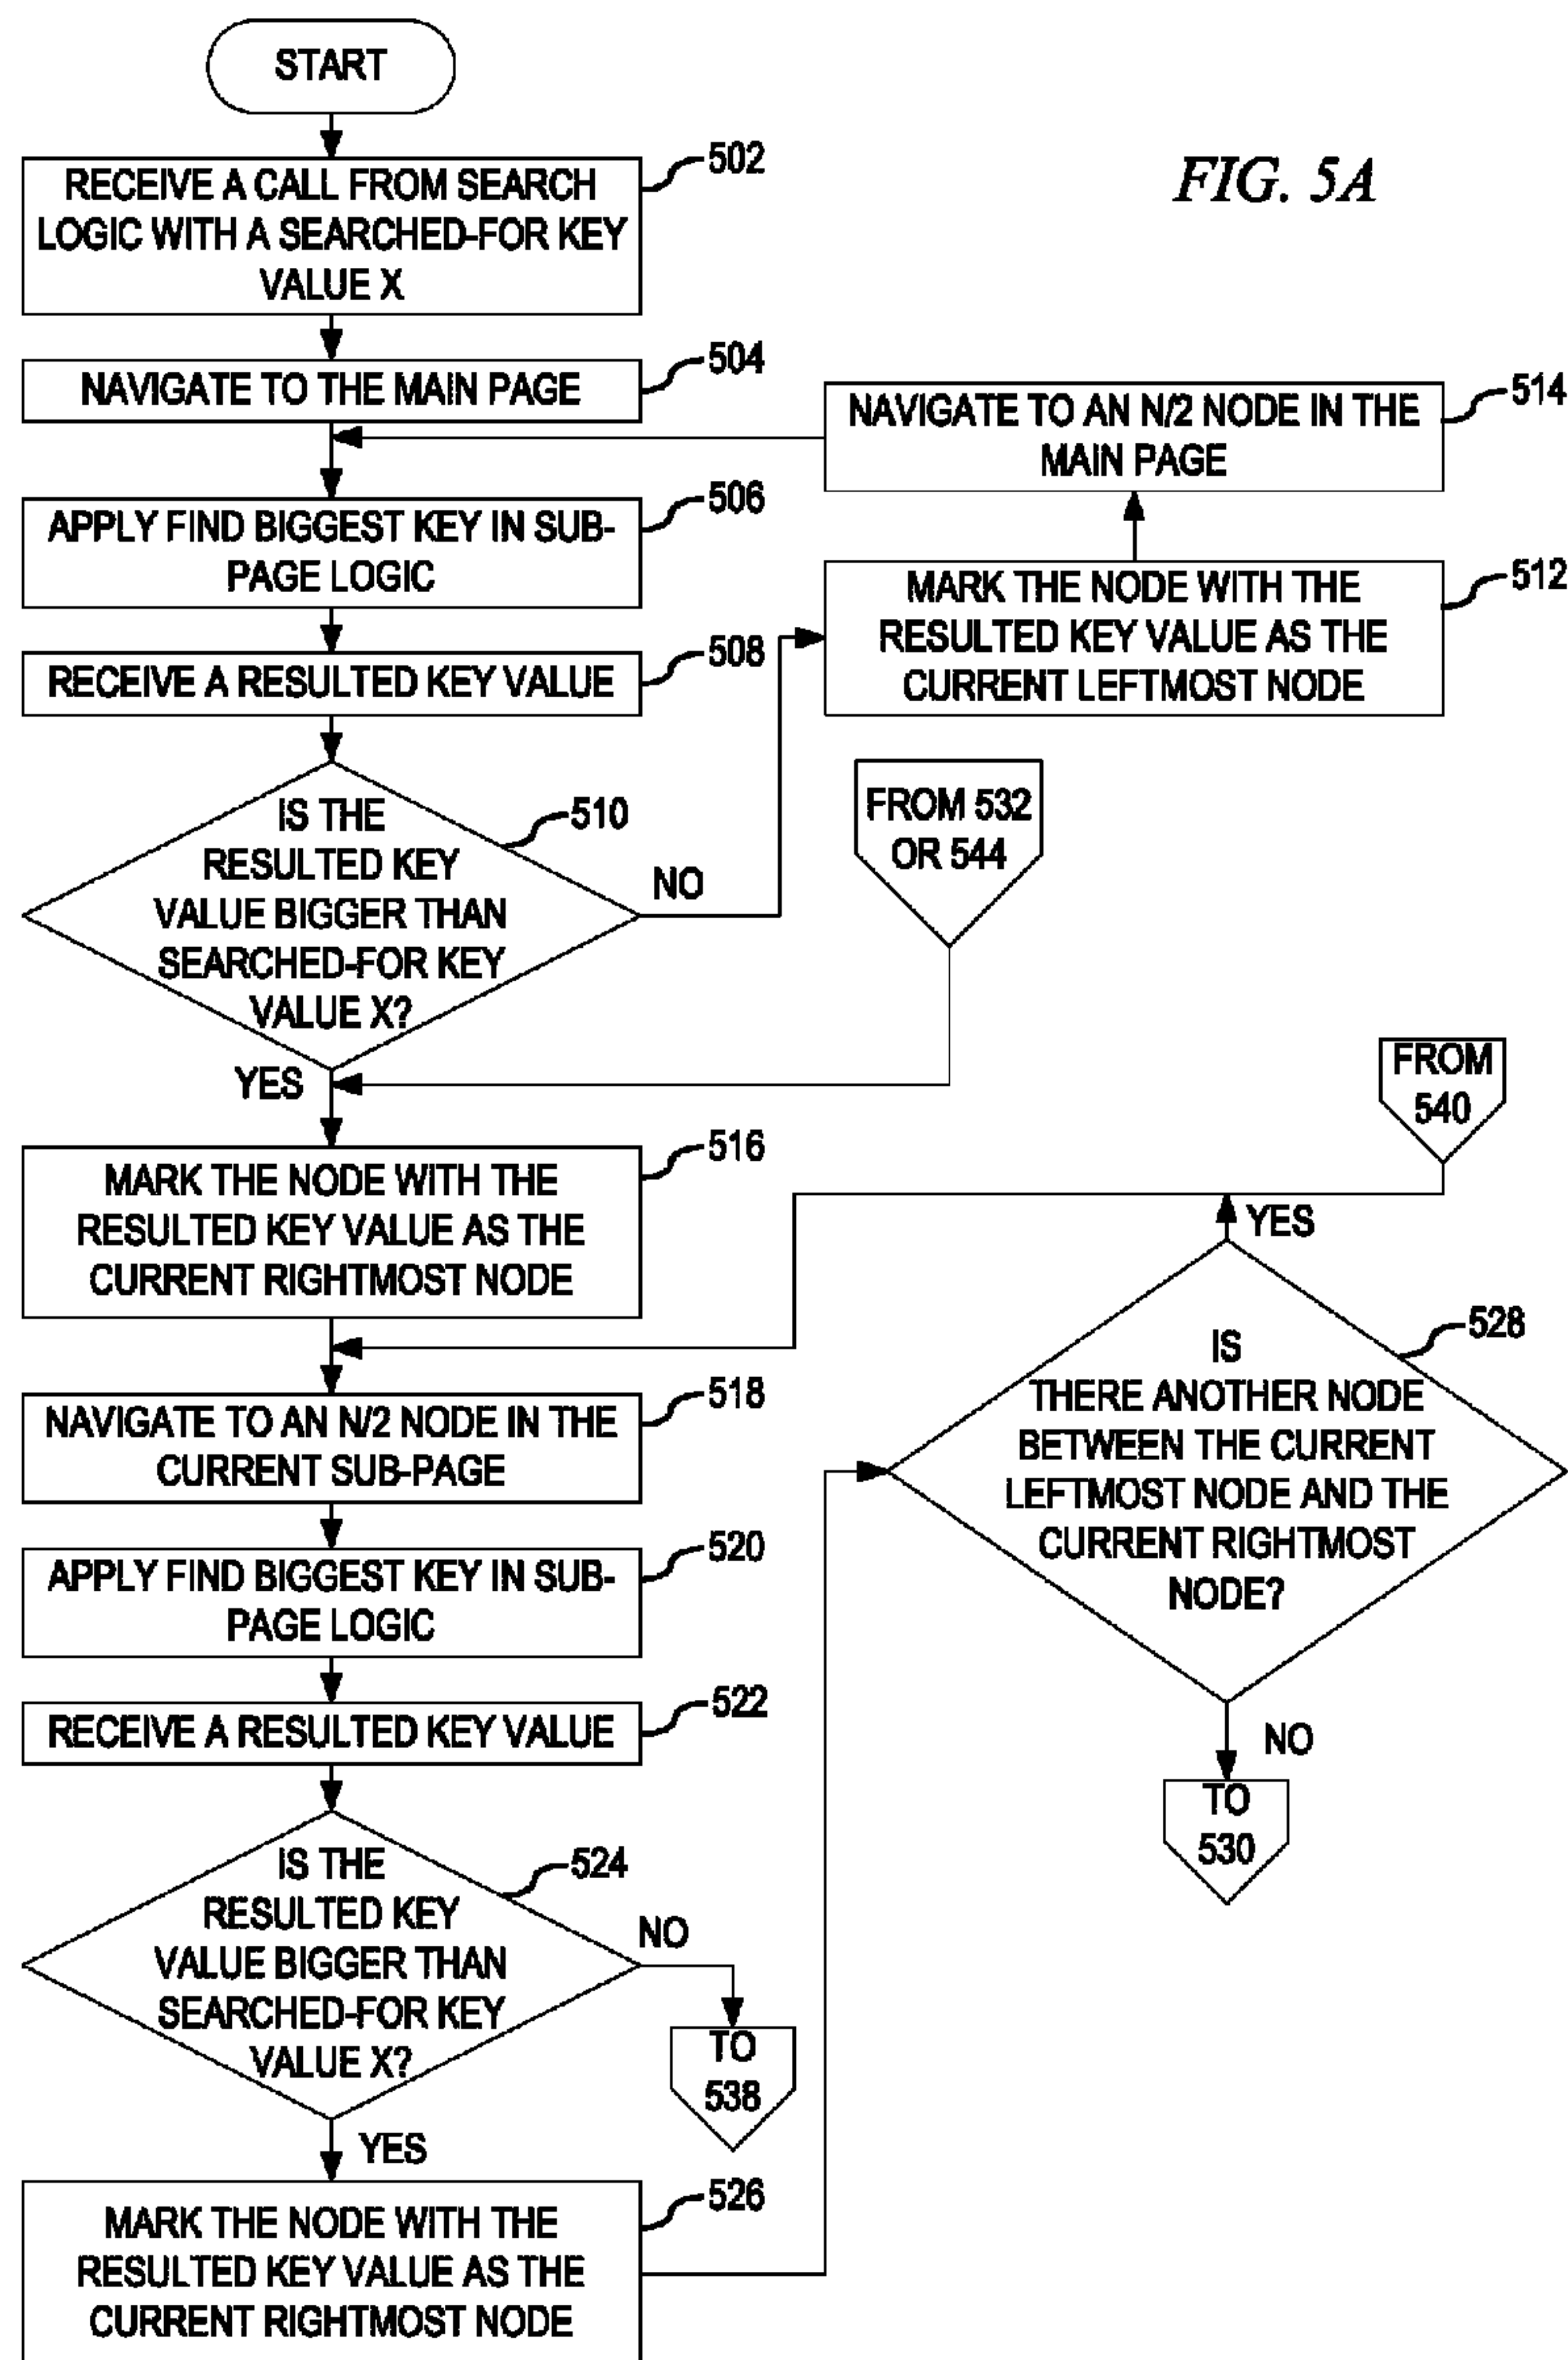 START
FIG. 5A
502
RECEIVE A CALL FROM SEARCH
LOGIC WITH A SEARCHED-FOR KEY
VALUE X
504
NAVIGATE TO THE MAIN PAGE
514
NAVIGATE TO AN N/2 NODE IN THE
MAIN PAGE
506
APPLY FIND BIGGEST KEY IN SUB-
PAGE LOGIC
512
MARK THE NODE WITH THE
RESULTED KEY VALUE AS THE
CURRENT LEFTMOST NODE
508
RECEIVE A RESULTED KEY VALUE
510
IS THE
RESULTED KEY
VALUE BIGGER THAN
SEARCHED-FOR KEY
VALUE X?
NO
FROM 532
OR 544
YES
FROM
540
516
MARK THE NODE WITH THE
RESULTED KEY VALUE AS THE
CURRENT RIGHTMOST NODE
YES
528
IS
THERE ANOTHER NODE
BETWEEN THE CURRENT
LEFTMOST NODE AND THE
CURRENT RIGHTMOST
NODE?
518
NAVIGATE TO AN N/2 NODE IN THE
CURRENT SUB-PAGE
520
APPLY FIND BIGGEST KEY IN SUB-
PAGE LOGIC
522
RECEIVE A RESULTED KEY VALUE
NO
TO
530
524
IS THE
RESULTED KEY
VALUE BIGGER THAN
SEARCHED-FOR KEY
VALUE X?
NO
TO
538
YES
526
MARK THE NODE WITH THE
RESULTED KEY VALUE AS THE
CURRENT RIGHTMOST NODE